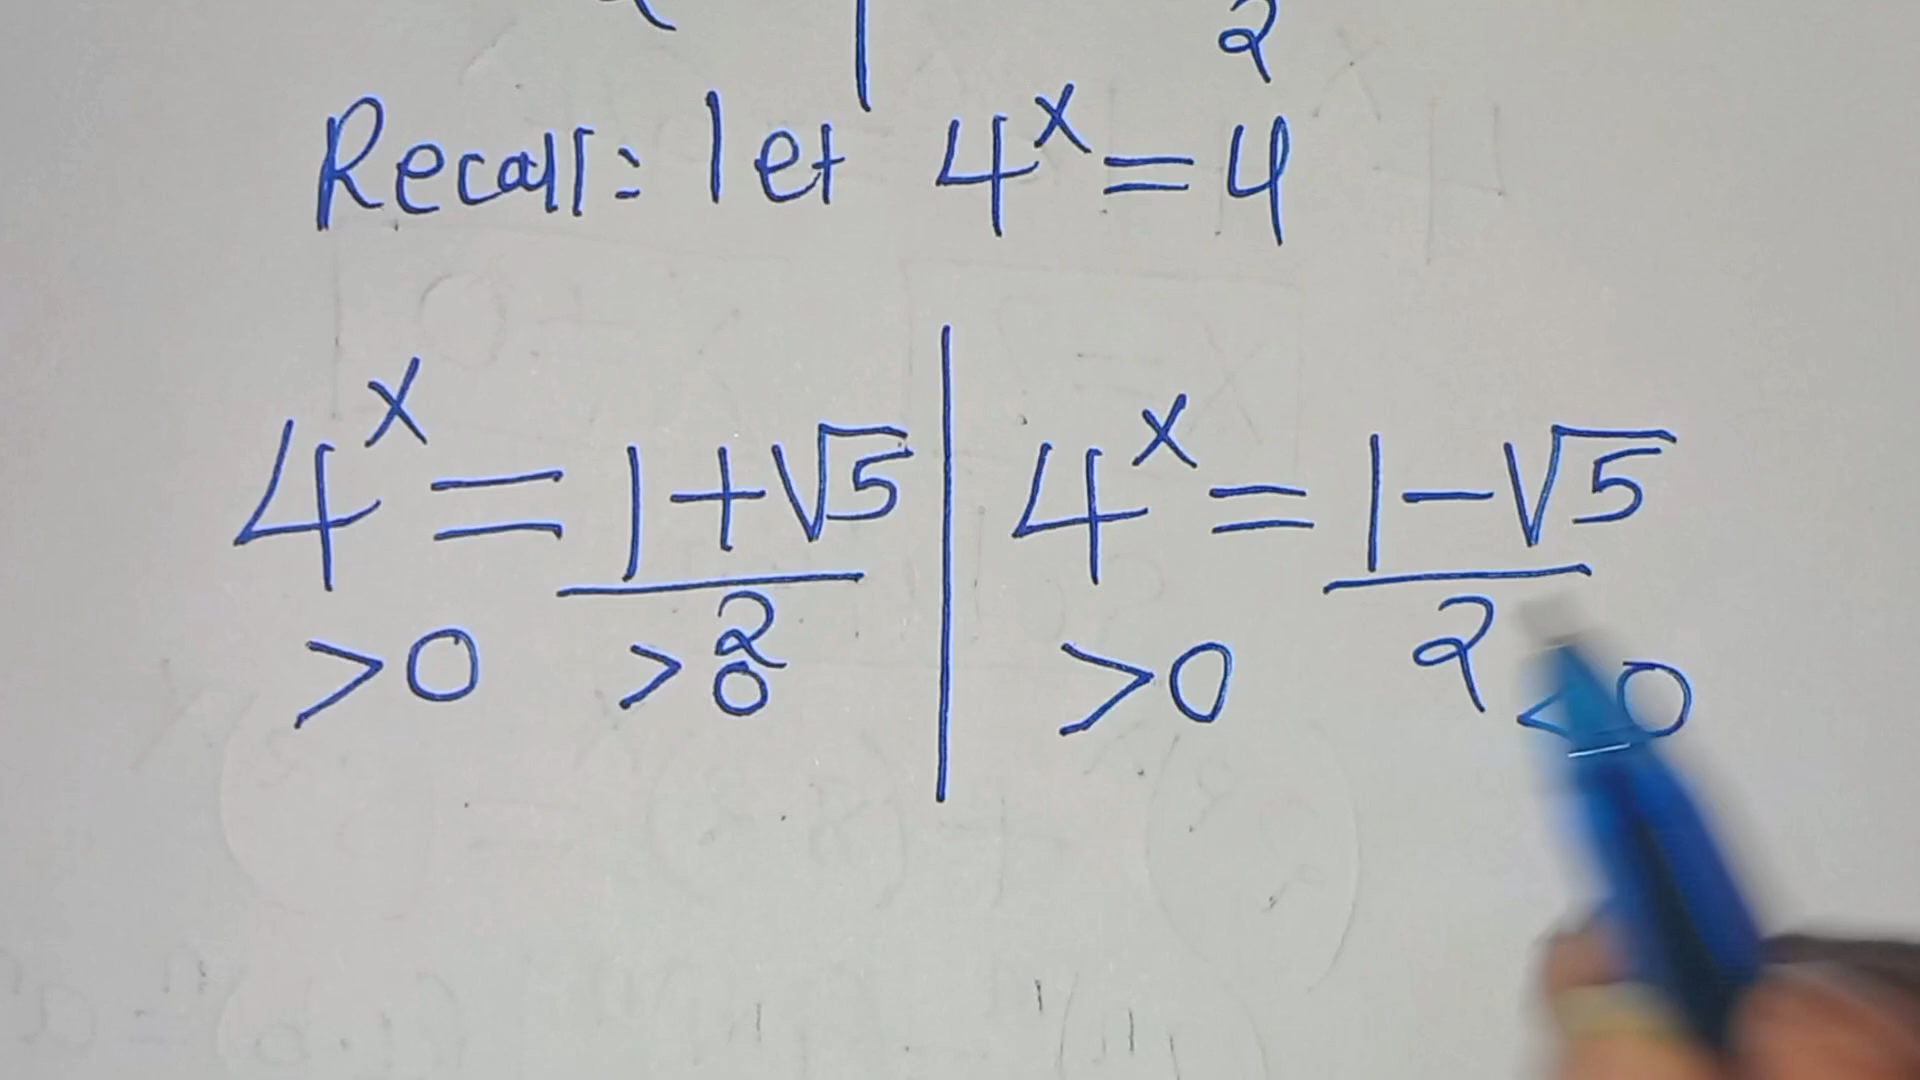 2
Recall: let 4^x = 4
4^x = (1+√5)/2 | 4^x = (1-√5)/2
>0 >0 | >0 <0